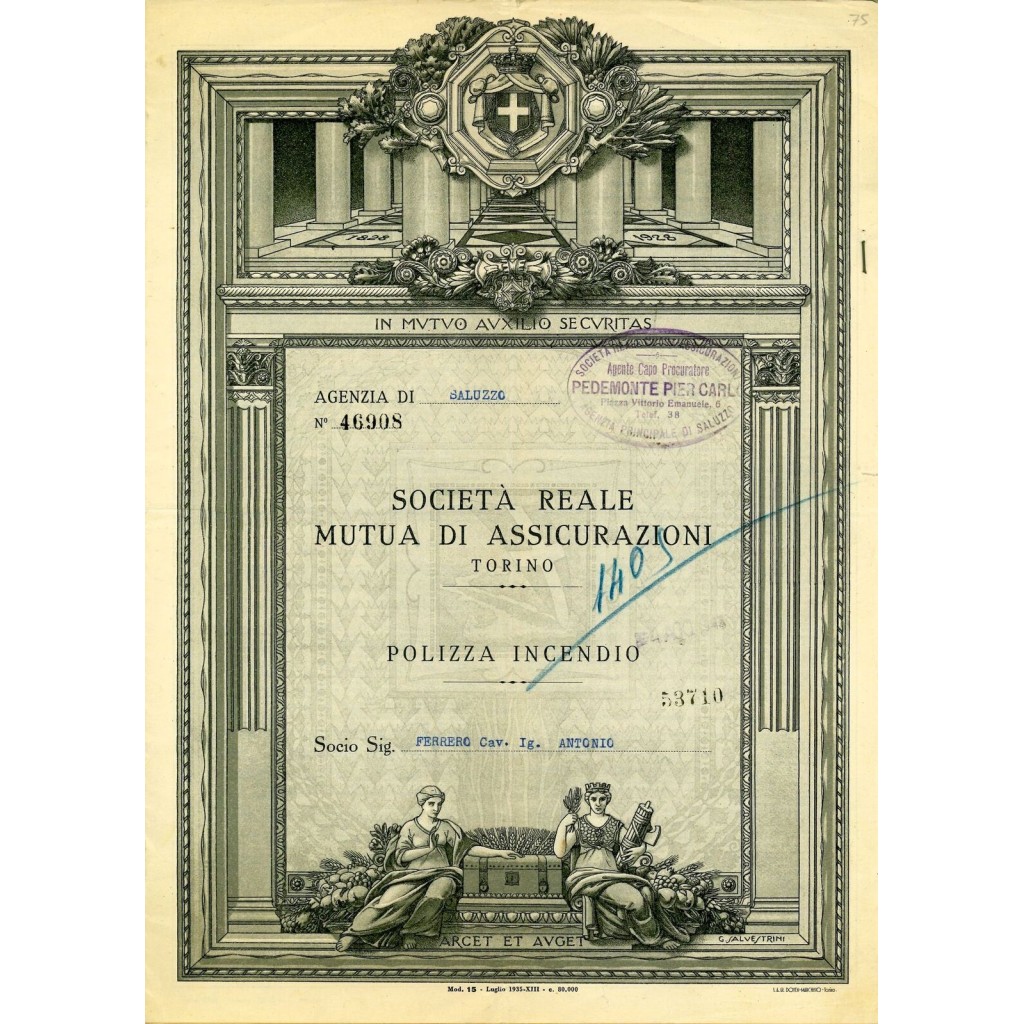 75
1828
1928
IN MVTVO AVXILIO SECVRITAS
SOCIETÀ ASSICURAZIONI
Agente Capo Procuratore
PEDEMONTE PIER CARLO
Piazza Vittorio Emanuele, 6
Telef. 38
AGENZIA PRINCIPALE DI SALUZZO
AGENZIA DI SALUZZO
Nº 46908
SOCIETÀ REALE
MUTUA DI ASSICURAZIONI
TORINO
1405
POLIZZA INCENDIO
53710
Socio Sig. FERRERO Cav. Ig. ANTONIO
ARCET ET AVGET
G. SALVESTRINI
Mod. 15 - Luglio 1935-XIII - c. 80,000